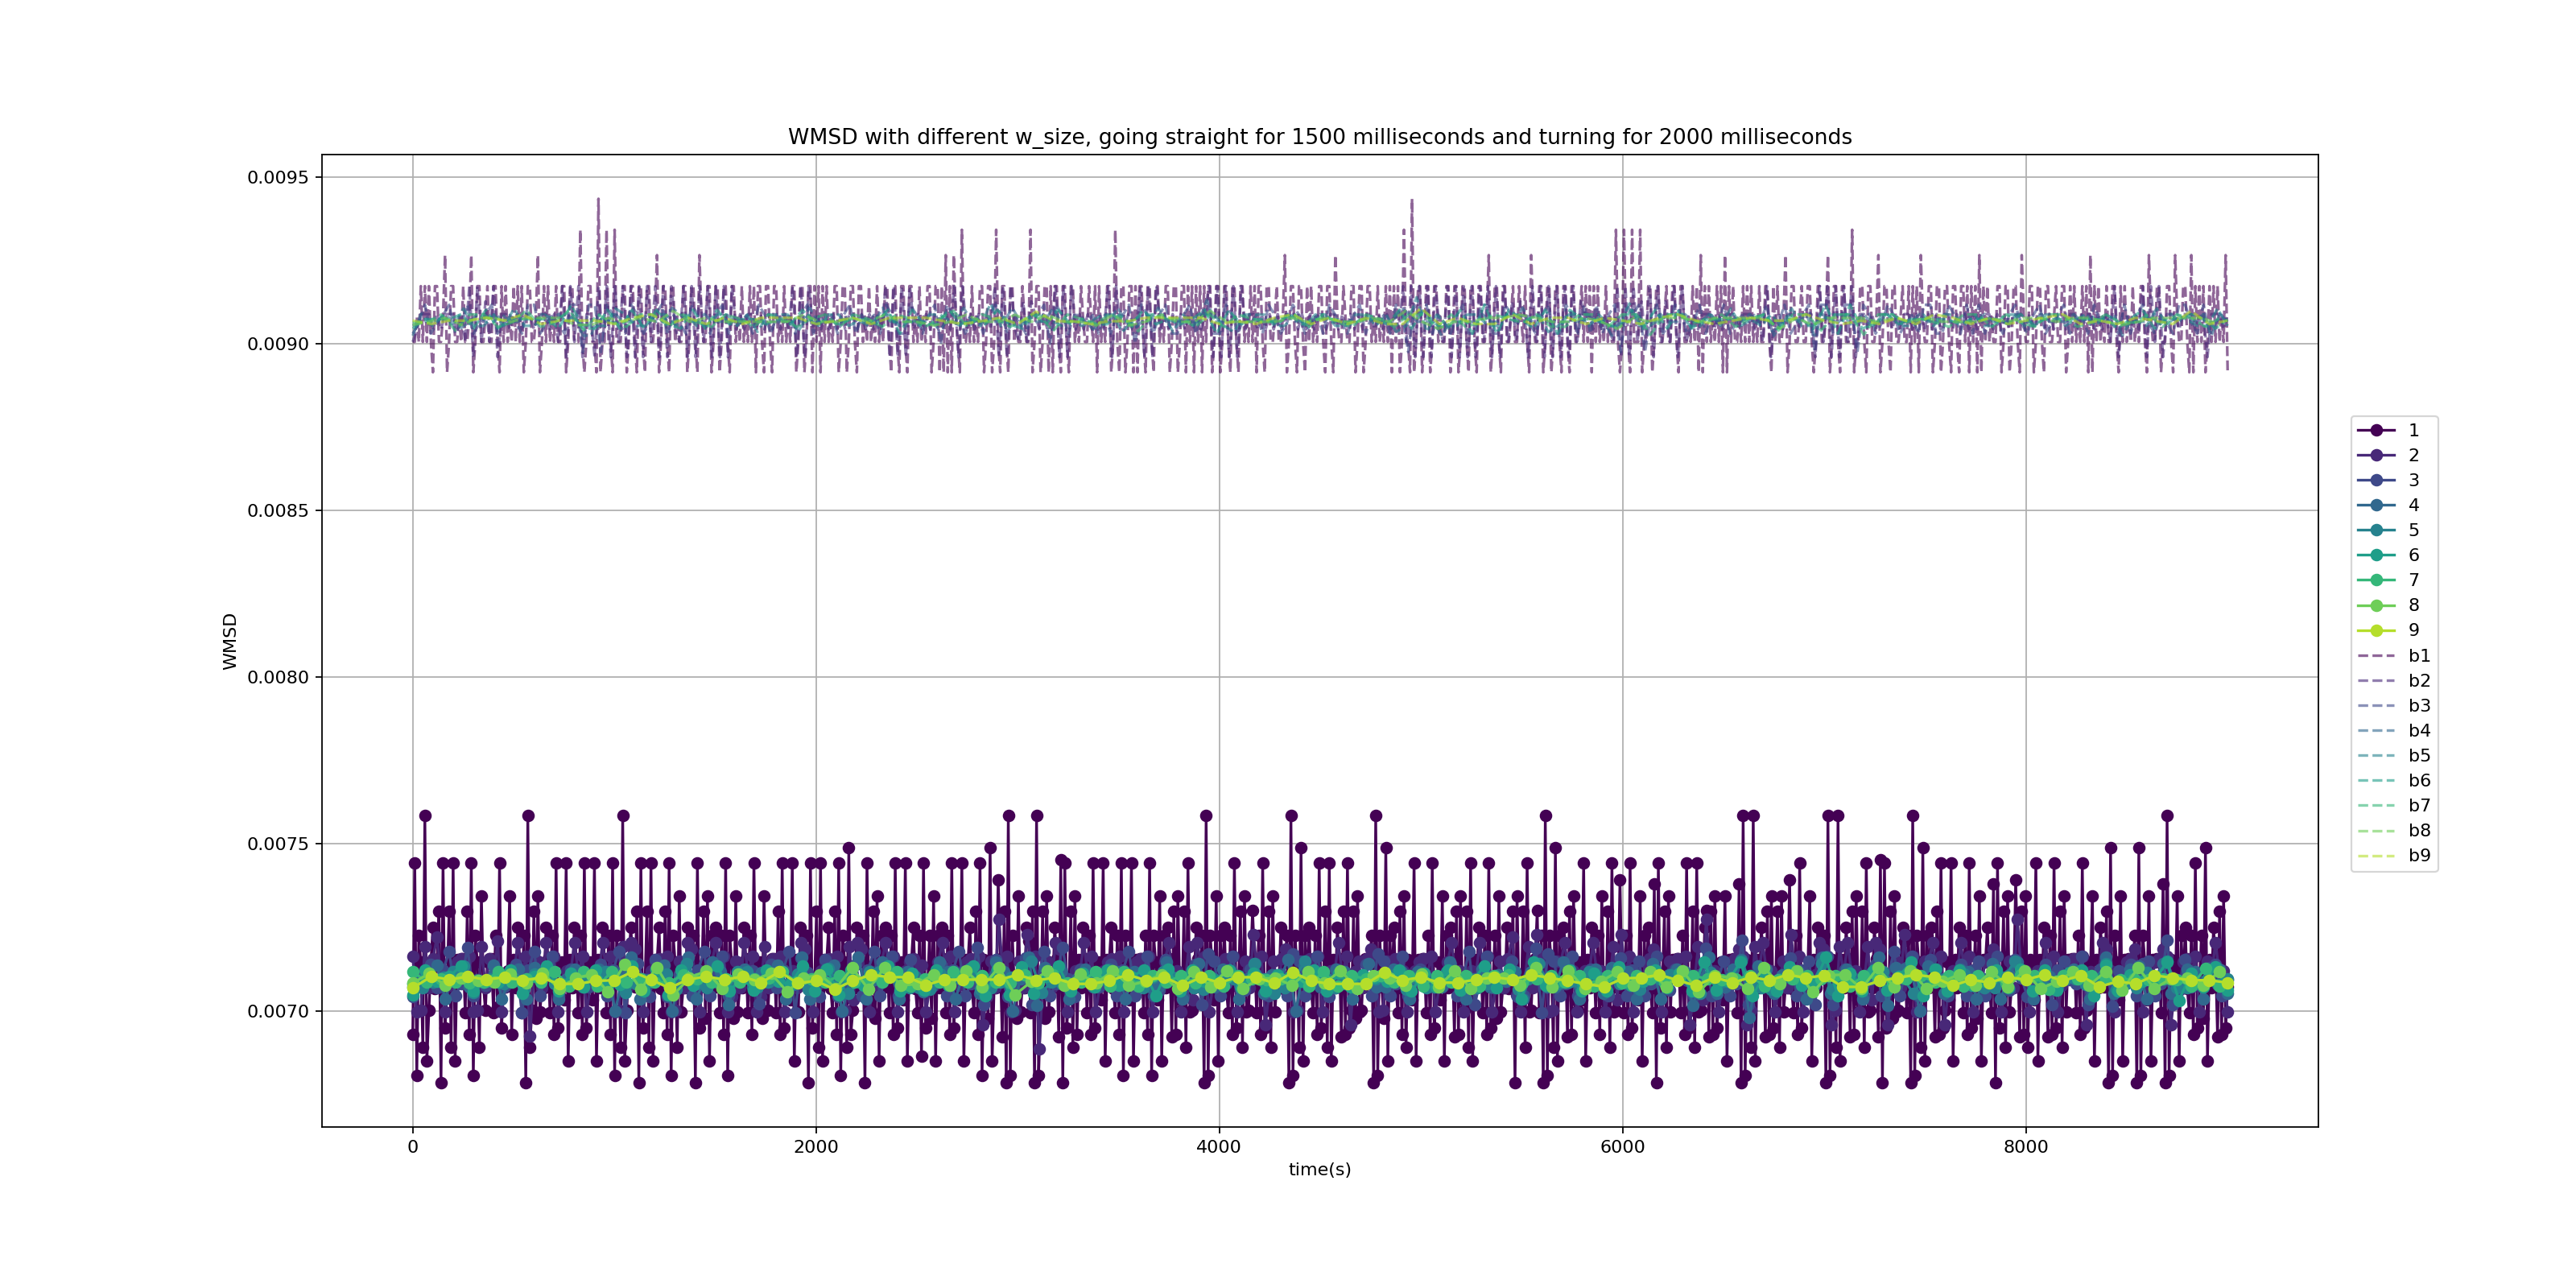 WMSD with different w_size, going straight for 1500 milliseconds and turning for 2000 milliseconds
0.0095
0.0090
0.0085
0.0080
0.0075
0.0070
WMSD
0
2000
4000
6000
8000
time(s)
1
2
3
4
5
6
7
8
9
b1
b2
b3
b4
b5
b6
b7
b8
b9